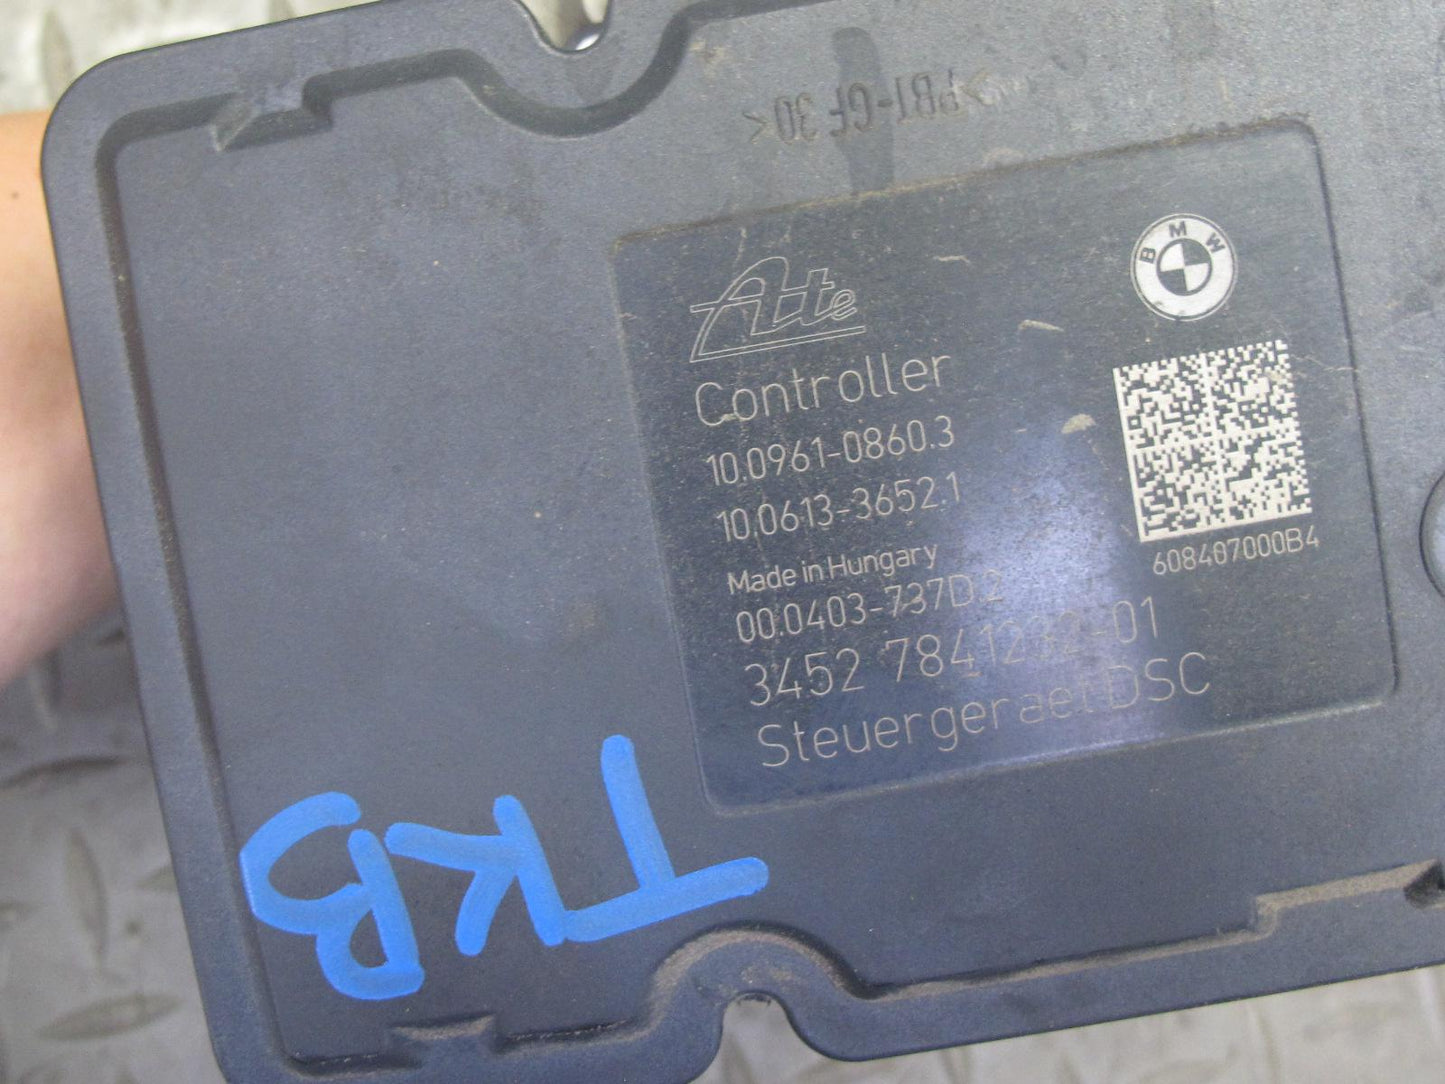 >PBT-GF 30<
BMW
Ate
Controller
10.0961-0860.3
10.0613-3652.1
Made in Hungary
00.0403-737D.2
3452 7841232-01
Steuergeraet DSC
608407000B4
TKB